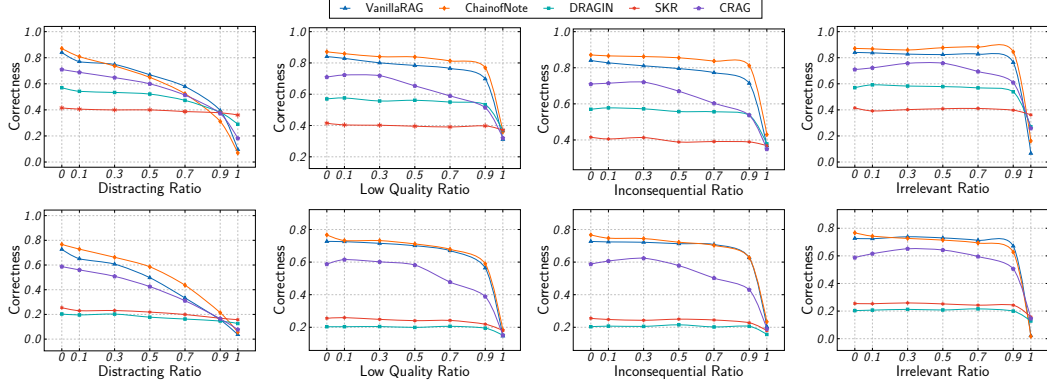 VanillaRAG ChainofNote DRAGIN SKR CRAG
Correctness
1.0
0.8
0.6
0.4
0.2
0.0
0 0.1 0.3 0.5 0.7 0.9 1
Distracting Ratio
Correctness
1.0
0.8
0.6
0.4
0.2
0 0.1 0.3 0.5 0.7 0.9 1
Low Quality Ratio
Correctness
1.0
0.8
0.6
0.4
0 0.1 0.3 0.5 0.7 0.9 1
Inconsequential Ratio
Correctness
1.0
0.8
0.6
0.4
0.2
0.0
0 0.1 0.3 0.5 0.7 0.9 1
Irrelevant Ratio
Correctness
1.0
0.8
0.6
0.4
0.2
0.0
0 0.1 0.3 0.5 0.7 0.9 1
Distracting Ratio
Correctness
0.8
0.6
0.4
0.2
0 0.1 0.3 0.5 0.7 0.9 1
Low Quality Ratio
Correctness
0.8
0.6
0.4
0.2
0 0.1 0.3 0.5 0.7 0.9 1
Inconsequential Ratio
Correctness
0.8
0.6
0.4
0.2
0.0
0 0.1 0.3 0.5 0.7 0.9 1
Irrelevant Ratio